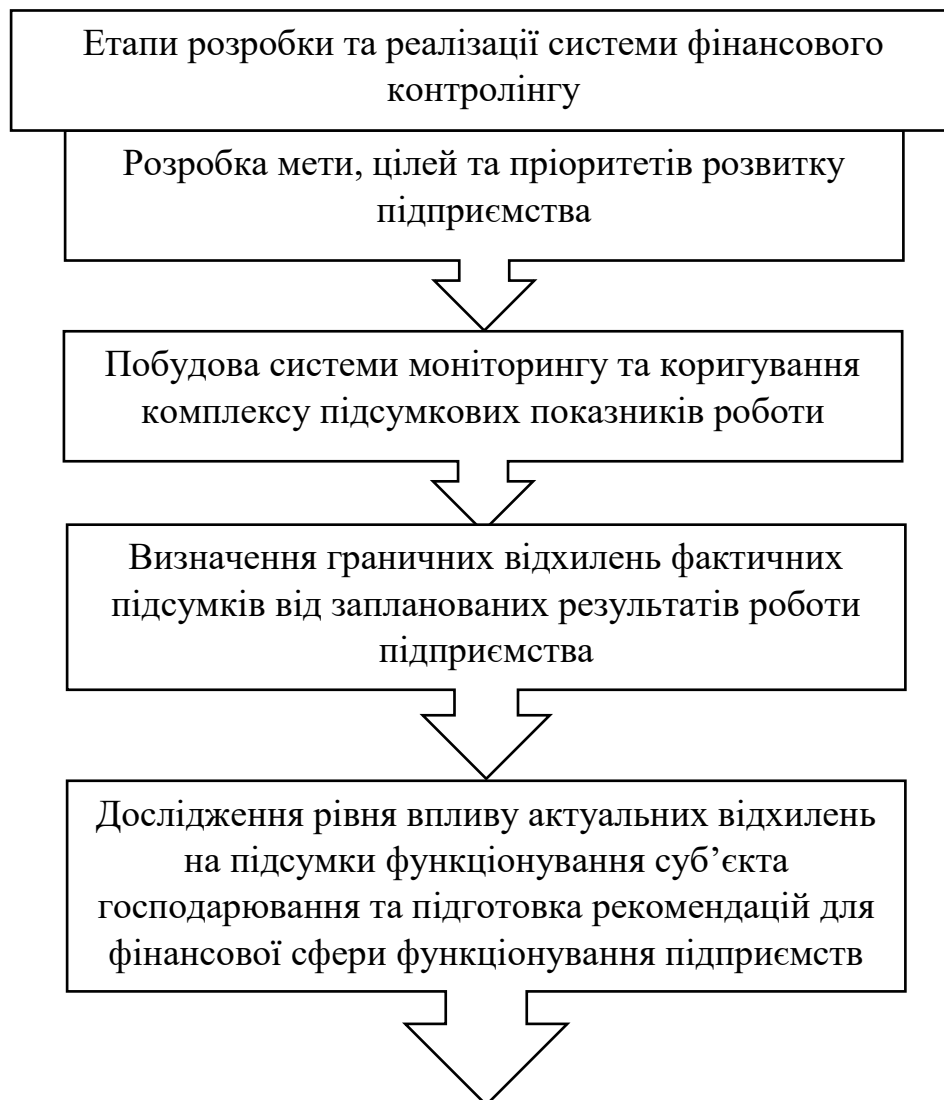 Етапи розробки та реалізації системи фінансового
контролінгу
Розробка мети, цілей та пріоритетів розвитку
підприємства
Побудова системи моніторингу та коригування
комплексу підсумкових показників роботи
Визначення граничних відхилень фактичних
підсумків від запланованих результатів роботи
підприємства
Дослідження рівня впливу актуальних відхилень
на підсумки функціонування суб’єкта
господарювання та підготовка рекомендацій для
фінансової сфери функціонування підприємств